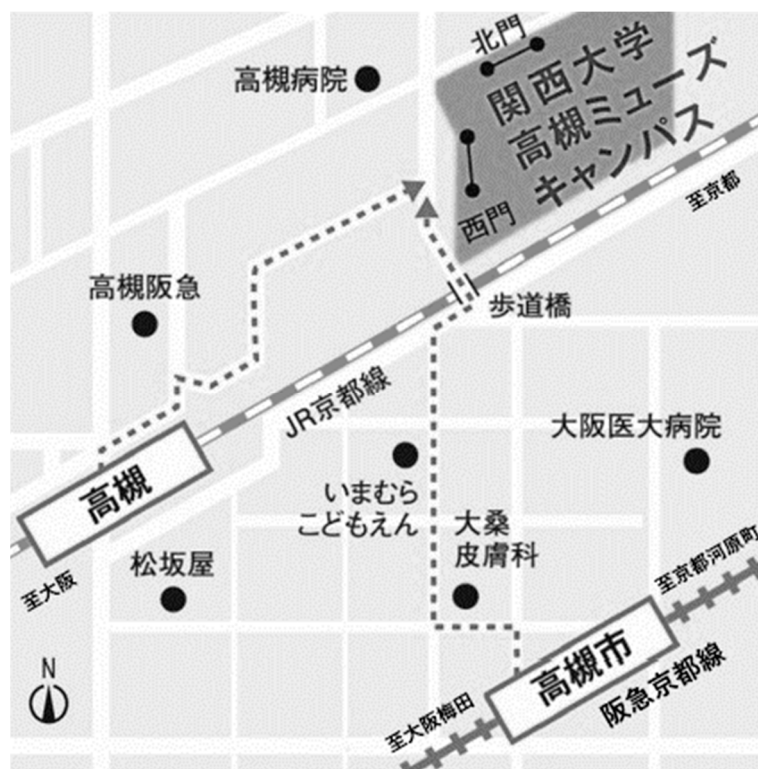 北門
関西大学
高槻ミューズ
キャンパス
高槻病院
西門
至京都
高槻阪急
歩道橋
JR京都線
大阪医大病院
高槻
いまむら
こどもえん
大桑
皮膚科
至大阪
松坂屋
至京都河原町
高槻市
阪急京都線
至大阪梅田
N